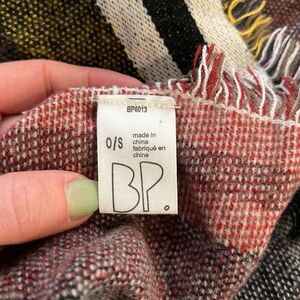 BP6013
O/S
made in
china
fabriqué en
chine
BP.